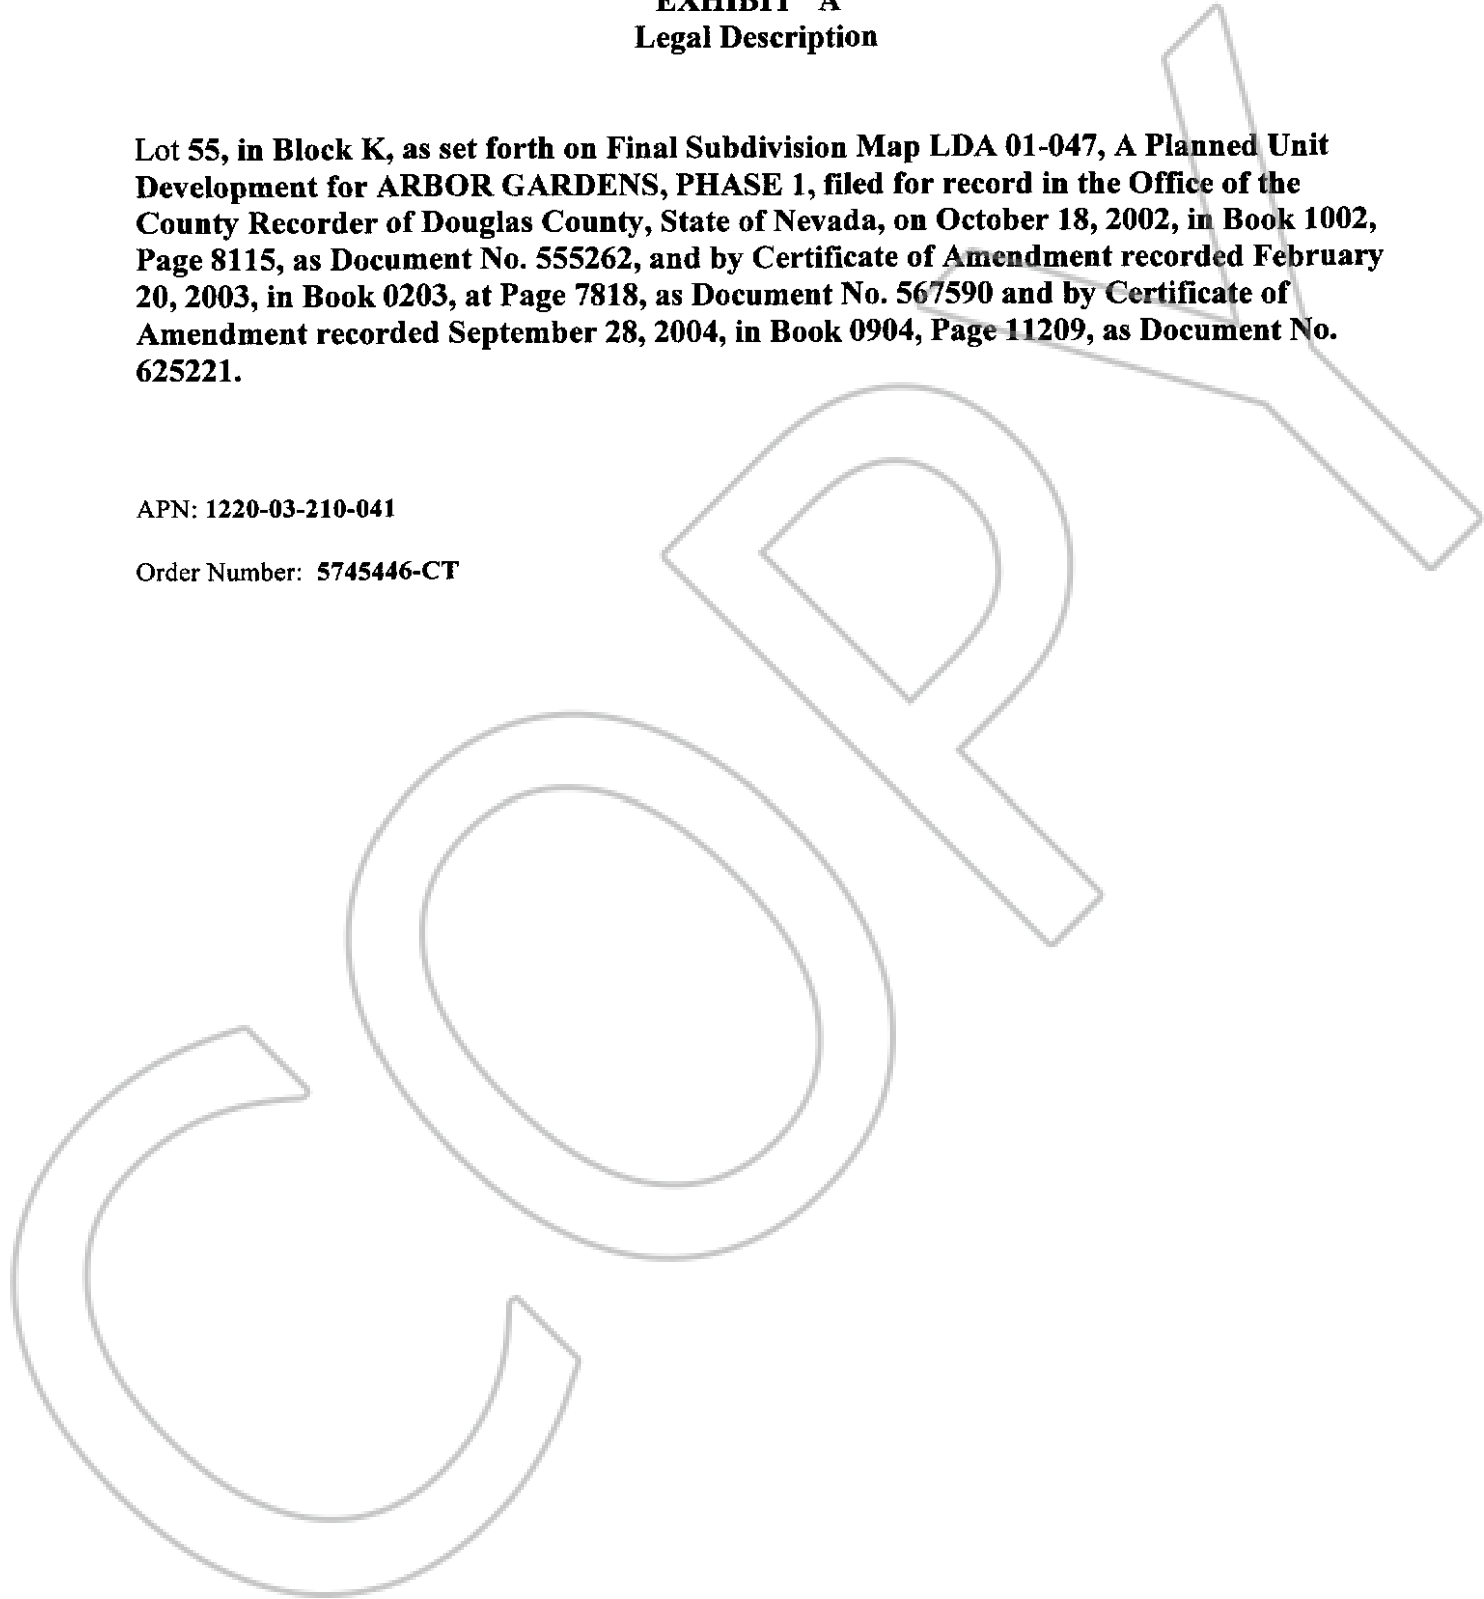 EXHIBIT "A"
Legal Description
Lot 55, in Block K, as set forth on Final Subdivision Map LDA 01-047, A Planned Unit
Development for ARBOR GARDENS, PHASE 1, filed for record in the Office of the
County Recorder of Douglas County, State of Nevada, on October 18, 2002, in Book 1002,
Page 8115, as Document No. 555262, and by Certificate of Amendment recorded February
20, 2003, in Book 0203, at Page 7818, as Document No. 567590 and by Certificate of
Amendment recorded September 28, 2004, in Book 0904, Page 11209, as Document No.
625221.
APN: 1220-03-210-041
Order Number: 5745446-CT
COPY